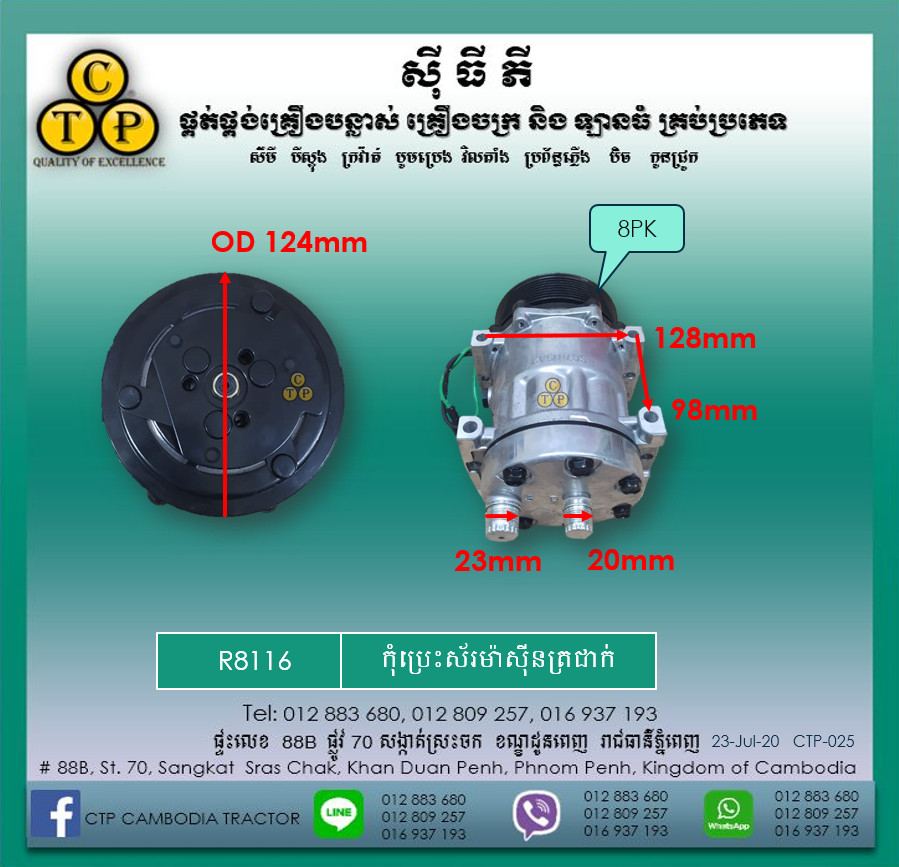 C
T P
QUALITY OF EXCELLENCE
ស៊ី ធី ភី
ផ្គត់ផ្គង់គ្រឿងបន្លាស់ គ្រឿងចក្រ និង ឡានធំ គ្រប់ប្រភេទ
ស៊ីមី ពីស្តុង ក្រវ៉ាត់ បូមប្រេង វិលតាំង ប្រព័ន្ធភ្លើង ប៊ិច កូនជ្រូក
OD 124mm
8PK
128mm
98mm
C
T P
C
T P
23mm
20mm
R8116
កុំប្រេះស័រម៉ាស៊ីនត្រជាក់
Tel: 012 883 680, 012 809 257, 016 937 193
ផ្ទះលេខ 88B ផ្លូវ 70 សង្កាត់ស្រះចក ខណ្ឌដូនពេញ រាជធានីភ្នំពេញ 23-Jul-20 CTP-025
# 88B, St. 70, Sangkat Sras Chak, Khan Duan Penh, Phnom Penh, Kingdom of Cambodia
CTP CAMBODIA TRACTOR
LINE
012 883 680
012 809 257
016 937 193
012 883 680
012 809 257
016 937 193
WhatsApp
012 883 680
012 809 257
016 937 193